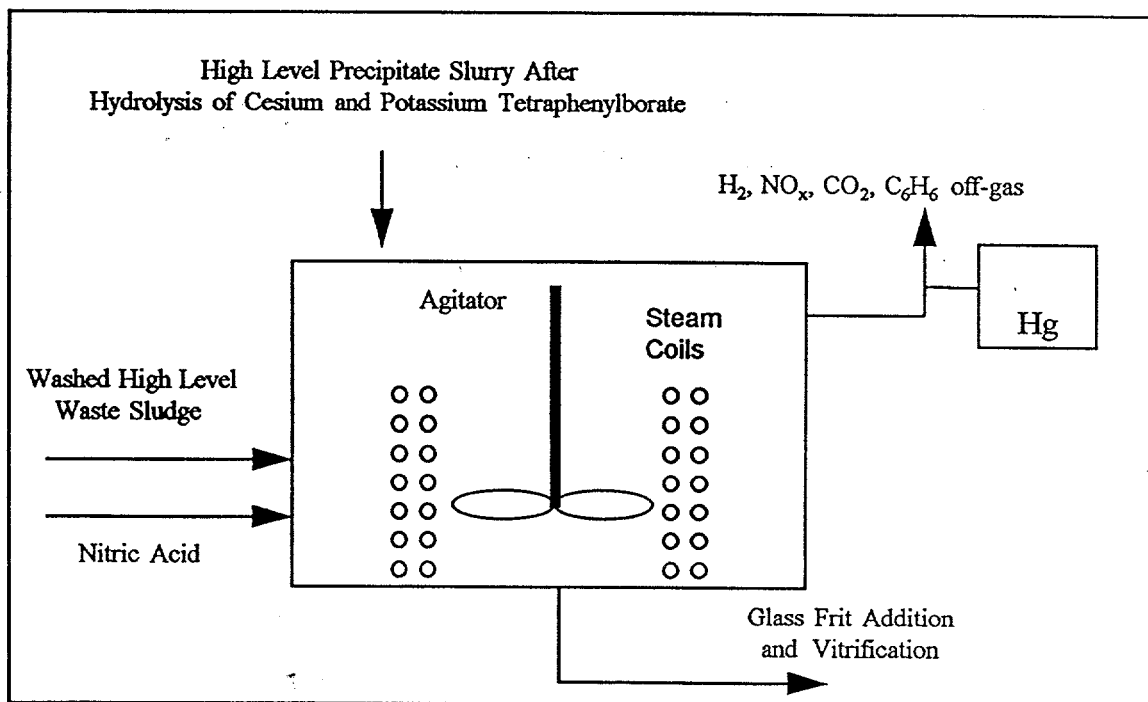 High Level Precipitate Slurry After
Hydrolysis of Cesium and Potassium Tetraphenylborate
H₂, NOₓ, CO₂, C₆H₆ off-gas
Agitator
Steam
Coils
Hg
Washed High Level
Waste Sludge
Nitric Acid
Glass Frit Addition
and Vitrification